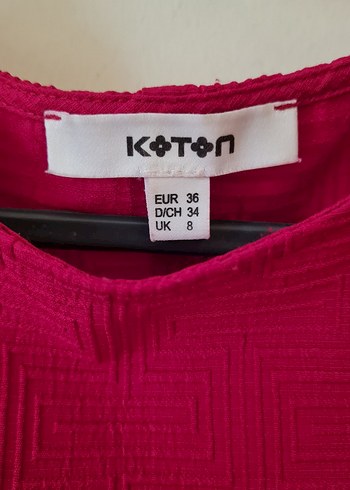 KOTON
EUR 36
D/CH 34
UK 8